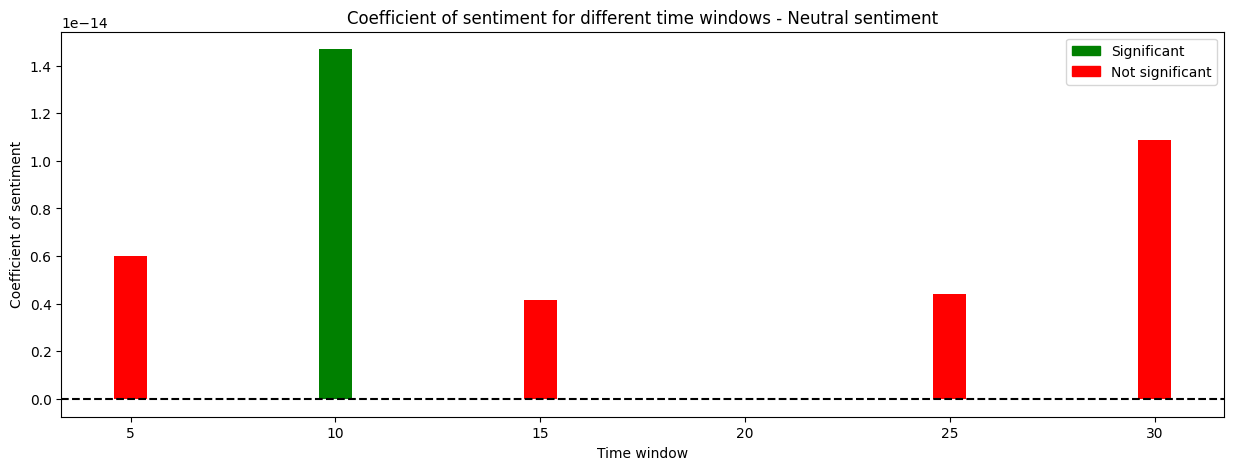 Coefficient of sentiment for different time windows - Neutral sentiment
1e−14
Significant
Not significant
1.4
1.2
1.0
0.8
0.6
0.4
0.2
0.0
Coefficient of sentiment
5 10 15 20 25 30
Time window